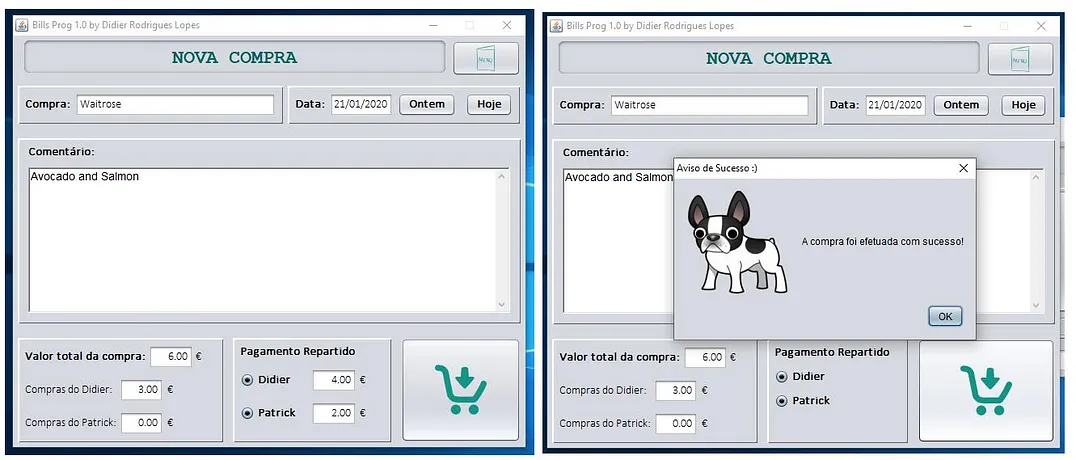 Bills Prog 1.0 by Didier Rodrigues Lopes
NOVA COMPRA
MENU
Compra: Waitrose
Data: 21/01/2020 Ontem Hoje
Comentário:
Avocado and Salmon
Valor total da compra: 6.00 €
Compras do Didier: 3.00 €
Compras do Patrick: 0.00 €
Pagamento Repartido
Didier 4.00 €
Patrick 2.00 €
Bills Prog 1.0 by Didier Rodrigues Lopes
NOVA COMPRA
MENU
Compra: Waitrose
Data: 21/01/2020 Ontem Hoje
Comentário:
Avocado and Salmon
Aviso de Sucesso :)
A compra foi efetuada com sucesso!
OK
Valor total da compra: 6.00 €
Compras do Didier: 3.00 €
Compras do Patrick: 0.00 €
Pagamento Repartido
Didier
Patrick